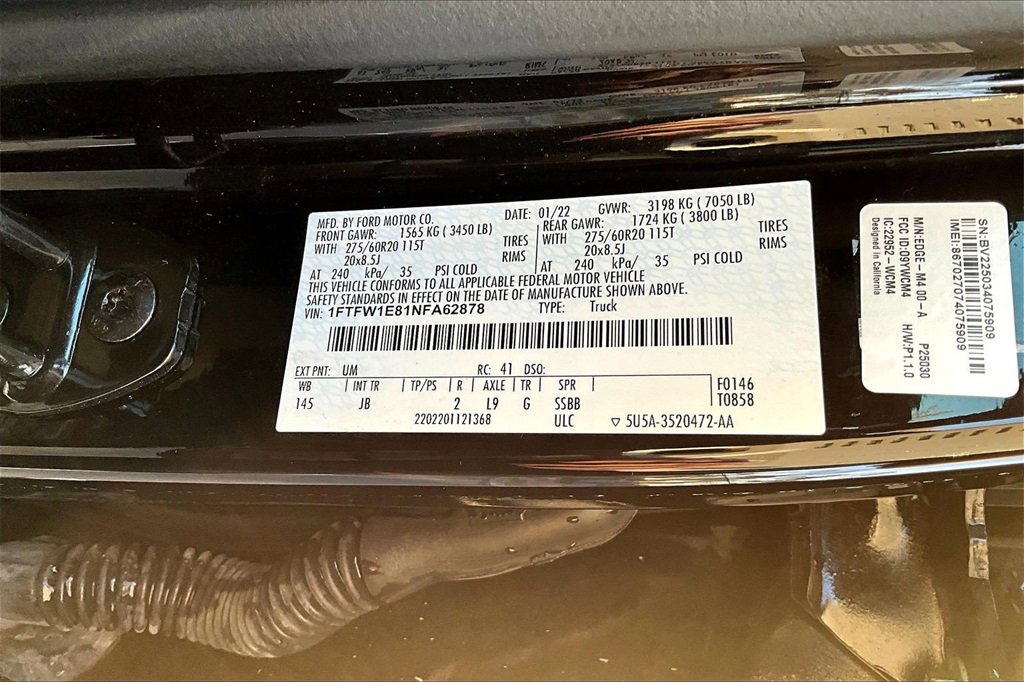 MFD. BY FORD MOTOR CO.
DATE: 01/22 GVWR: 3198 KG ( 7050 LB)
FRONT GAWR: 1565 KG ( 3450 LB) REAR GAWR: 1724 KG ( 3800 LB)
WITH 275/60R20 115T TIRES WITH 275/60R20 115T TIRES
20x8.5J RIMS 20x8.5J RIMS
AT 240 kPa/ 35 PSI COLD AT 240 kPa/ 35 PSI COLD
THIS VEHICLE CONFORMS TO ALL APPLICABLE FEDERAL MOTOR VEHICLE
SAFETY STANDARDS IN EFFECT ON THE DATE OF MANUFACTURE SHOWN ABOVE.
VIN: 1FTFW1E81NFA62878 TYPE: Truck
EXT PNT: UM RC: 41 DSO:
WB INT TR TP/PS R AXLE TR SPR F0146
145 JB 2 L9 G SSBB T0858
2202201121368 ULC ▽ 5U5A-3520472-AA
SN:BV225034075909
IMEI:867027074075909
M/N:EDGE-M4 00-A P25030
FCC ID:O9YWCM4 H/W:P1.1.0
IC:22952-WCM4
Designed in California